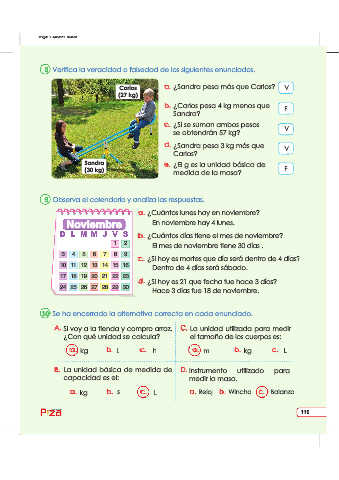 8 Verifica la veracidad o falsedad de los siguientes enunciados.
Carlos
(27 kg)
Sandra
(30 kg)
a. ¿Sandra pesa más que Carlos? V
b. ¿Carlos pesa 4 kg menos que
Sandra? F
c. ¿Si se suman ambos pesos
se obtendrán 57 kg? V
d. ¿Sandra pesa 3 kg más que
Carlos? V
e. ¿El g es la unidad básica de
medida de la masa? F
9 Observa el calendario y analiza las respuestas.
Noviembre
D L M M J V S
1 2
3 4 5 6 7 8 9
10 11 12 13 14 15 16
17 18 19 20 21 22 23
24 25 26 27 28 29 30
a. ¿Cuántos lunes hay en noviembre?
En noviembre hay 4 lunes.
b. ¿Cuántos días tiene el mes de noviembre?
El mes de noviembre tiene 30 días .
c. ¿Si hoy es martes que día será dentro de 4 días?
Dentro de 4 días será sábado.
d. ¿Si hoy es 21 que fecha fue hace 3 días?
Hace 3 días fue 18 de noviembre.
10 Se ha encerrado la alternativa correcta en cada enunciado.
A. Si voy a la tienda y compro arroz,
¿Con qué unidad se calcula?
a. kg b. L c. h
B. La unidad básica de medida de
capacidad es el:
a. kg b. s c. L
C. La unidad utilizada para medir
el tamaño de los cuerpos es:
a. m b. kg c. L
D. Instrumento utilizado para
medir la masa.
a. Reloj b. Wincha c. Balanza